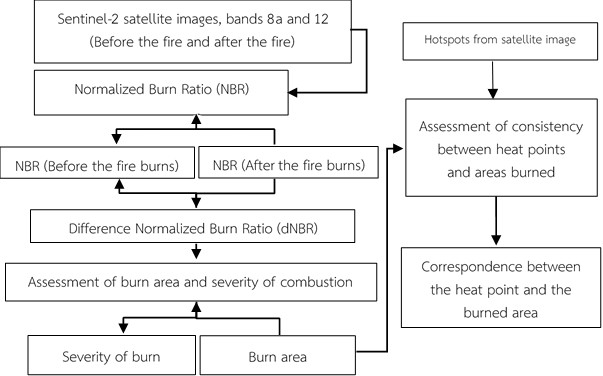 Sentinel-2 satellite images, bands 8a and 12
(Before the fire and after the fire)
Normalized Burn Ratio (NBR)
NBR (Before the fire burns)
NBR (After the fire burns)
Difference Normalized Burn Ratio (dNBR)
Assessment of burn area and severity of combustion
Severity of burn
Burn area
Hotspots from satellite image
Assessment of consistency
between heat points
and areas burned
Correspondence between
the heat point and the
burned area